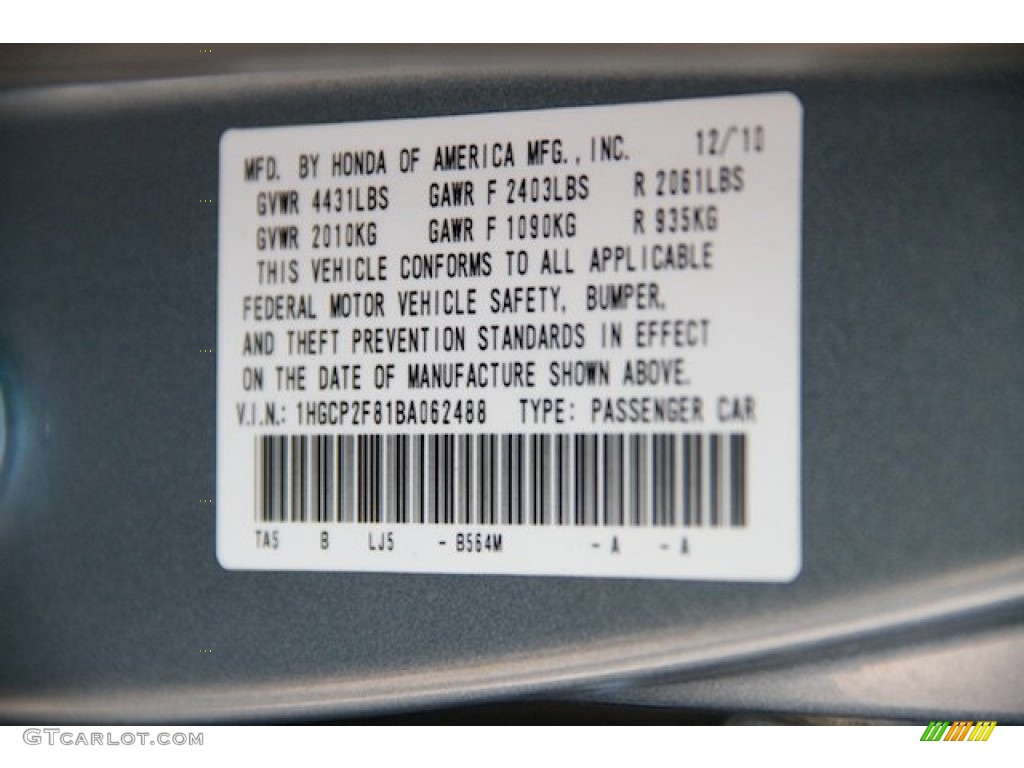 MFD. BY HONDA OF AMERICA MFG., INC. 12/10
GVWR 4431LBS GAWR F 2403LBS R 2061LBS
GVWR 2010KG GAWR F 1090KG R 935KG
THIS VEHICLE CONFORMS TO ALL APPLICABLE
FEDERAL MOTOR VEHICLE SAFETY, BUMPER,
AND THEFT PREVENTION STANDARDS IN EFFECT
ON THE DATE OF MANUFACTURE SHOWN ABOVE.
V.I.N.: 1HGCP2F81BA062488 TYPE: PASSENGER CAR
TA5 B LJ5 - B564M - A - A
GTCarLot.com